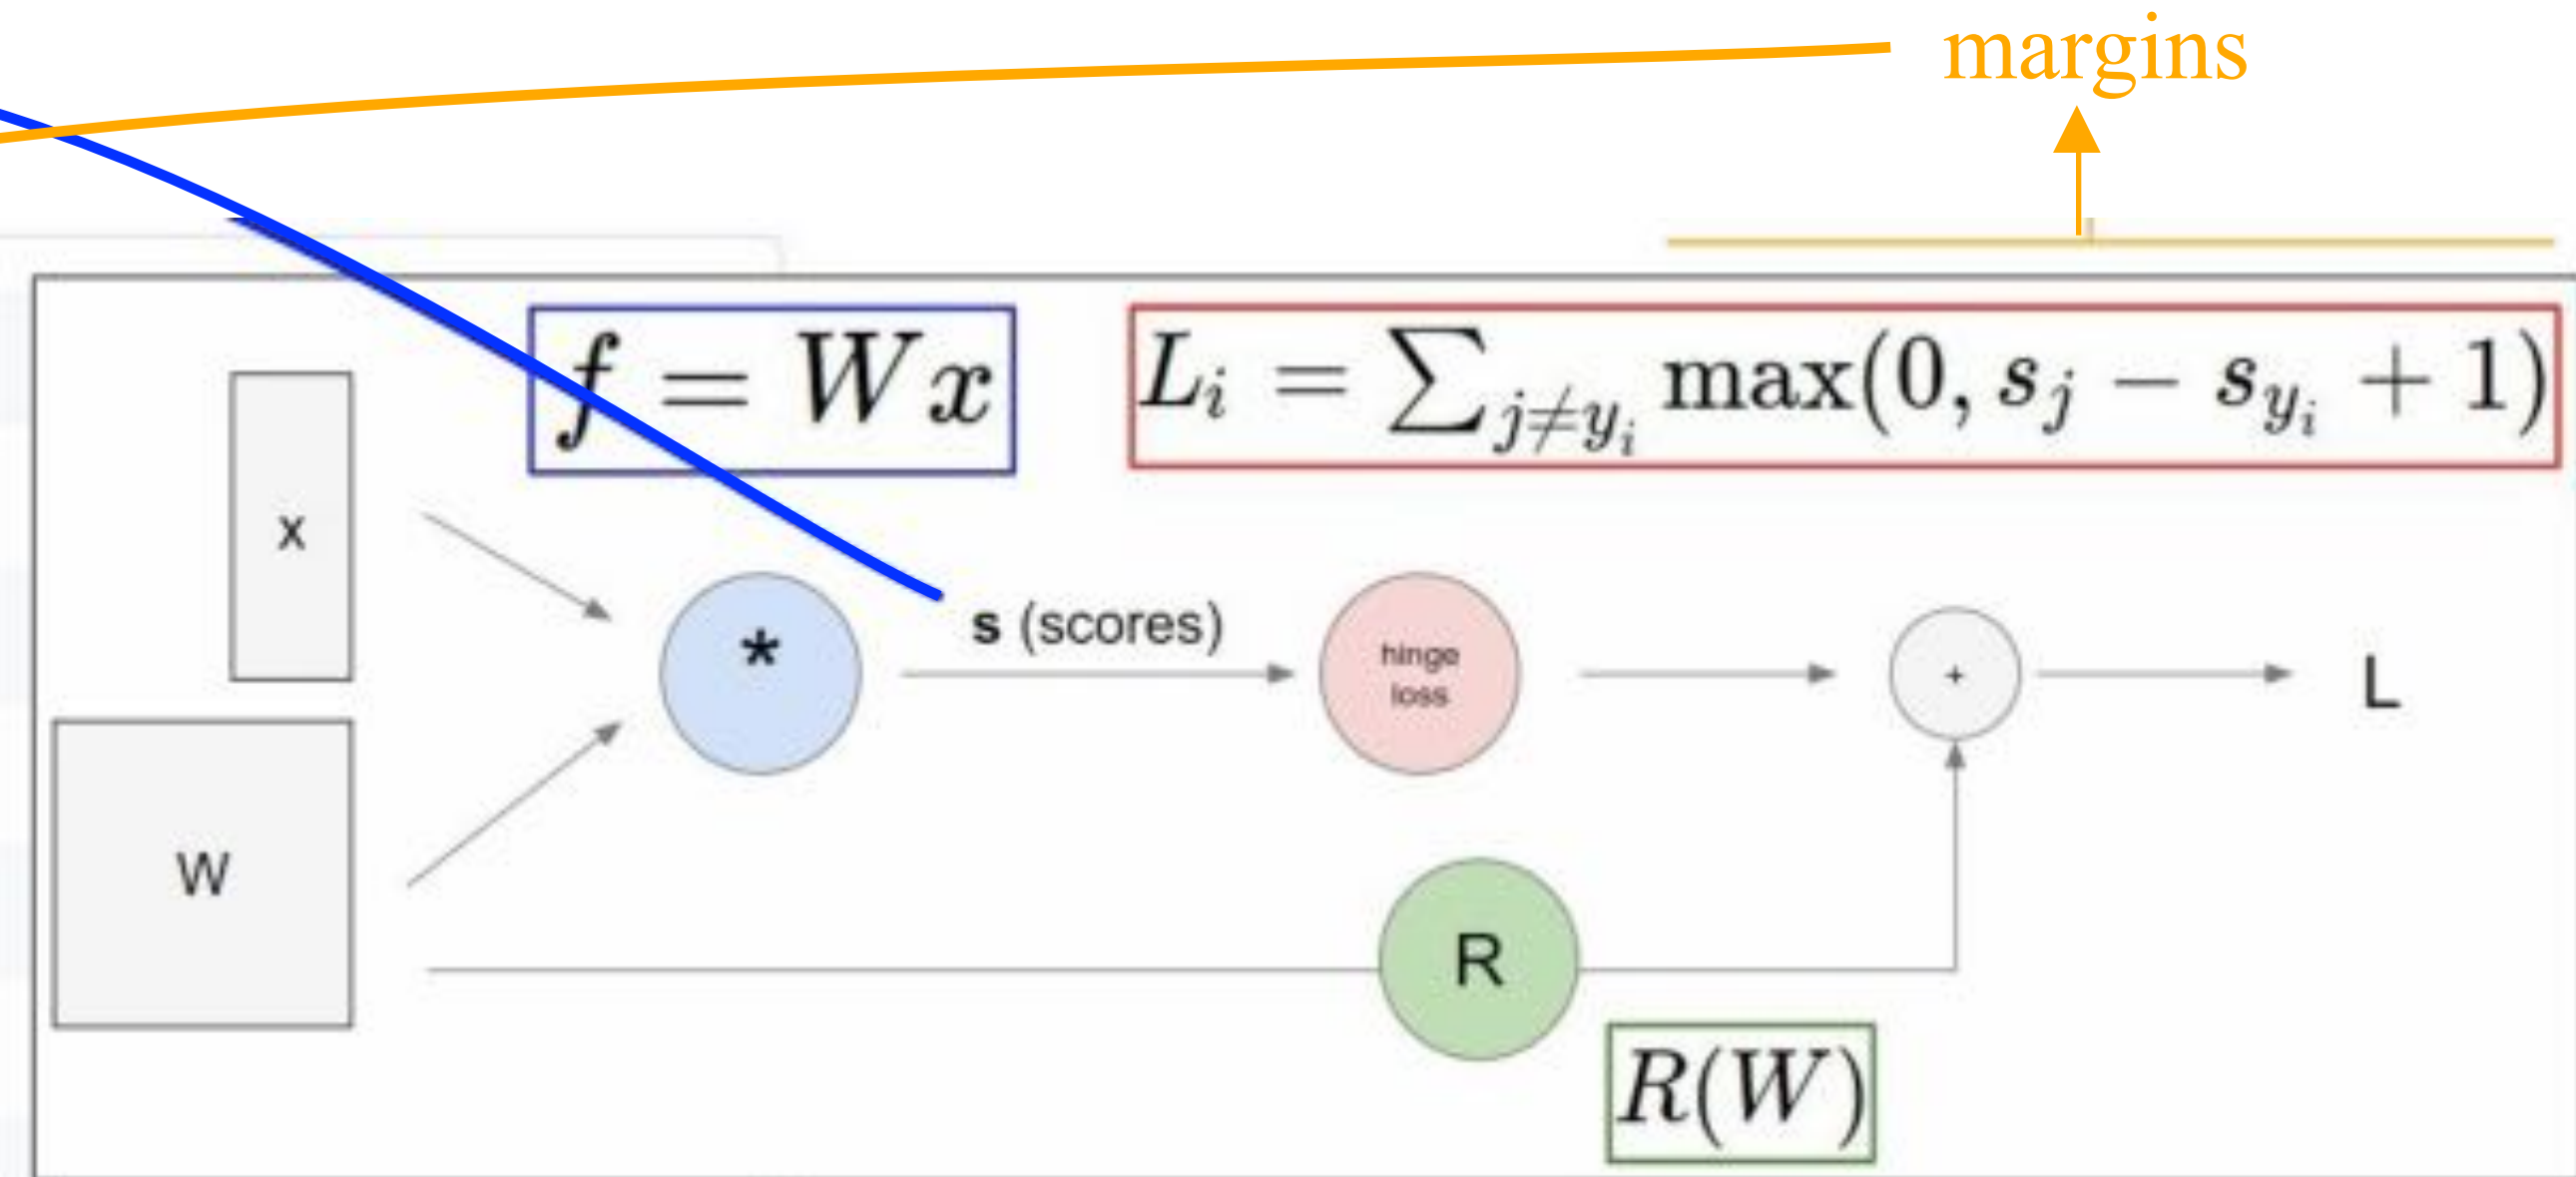 margins
f = Wx
L_i = ∑_{j≠y_i} max(0, s_j − s_{y_i} + 1)
x
*
s (scores)
hinge
loss
+
L
W
R
R(W)